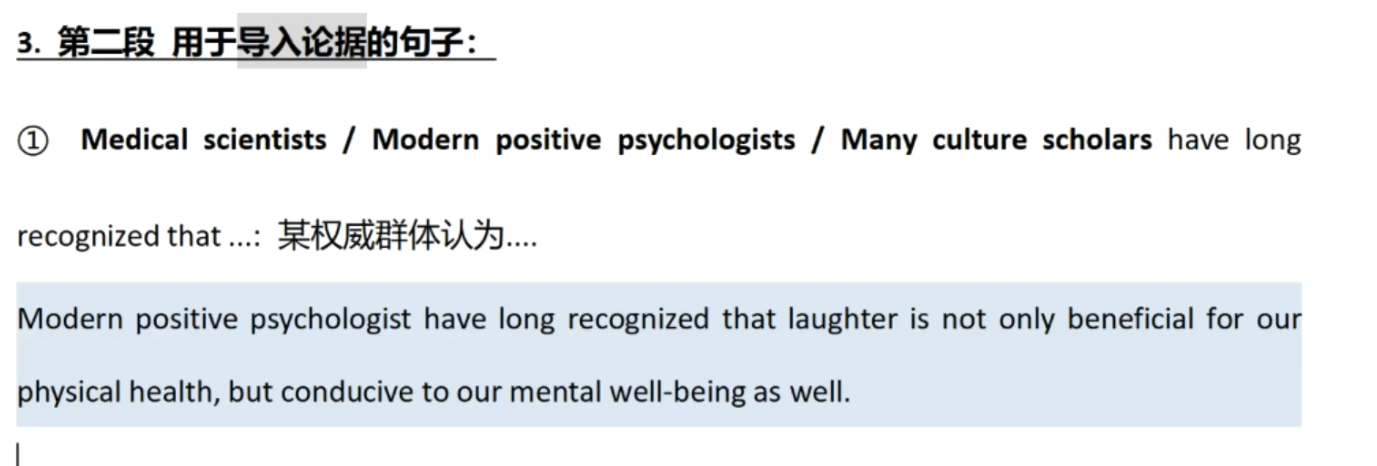 3. 第二段 用于导入论据的句子：
① Medical scientists / Modern positive psychologists / Many culture scholars have long
recognized that ...: 某权威群体认为....
Modern positive psychologist have long recognized that laughter is not only beneficial for our
physical health, but conducive to our mental well-being as well.